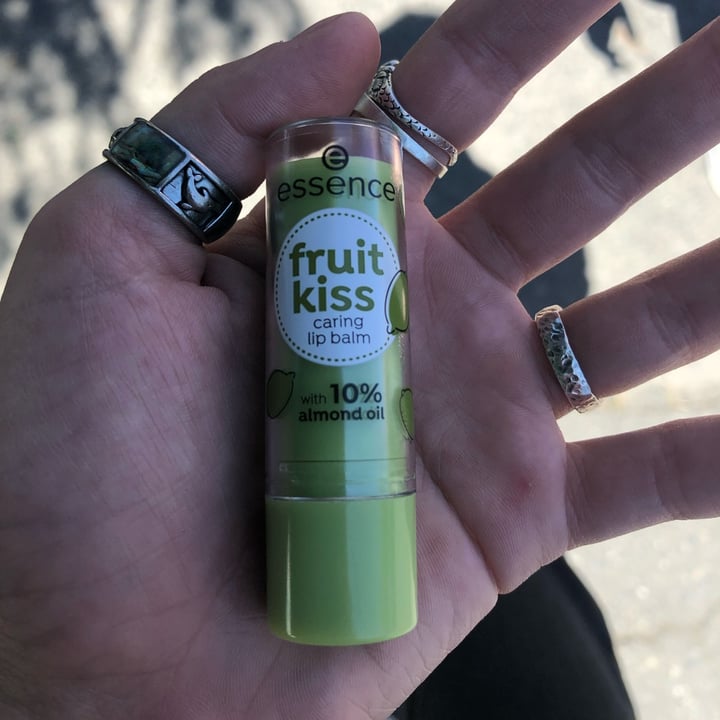 essence
fruit
kiss
caring
lip balm
with 10%
almond oil